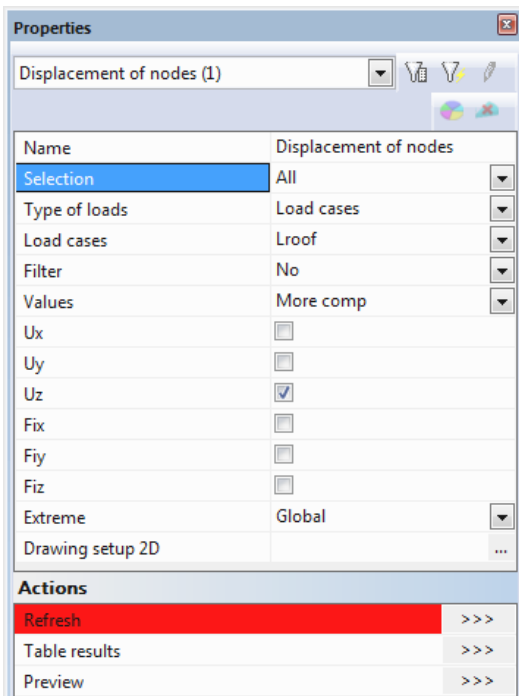 Properties
Displacement of nodes (1)
Name Displacement of nodes
Selection All
Type of loads Load cases
Load cases Lroof
Filter No
Values More comp
Ux
Uy
Uz
Fix
Fiy
Fiz
Extreme Global
Drawing setup 2D ...
Actions
Refresh >>>
Table results >>>
Preview >>>